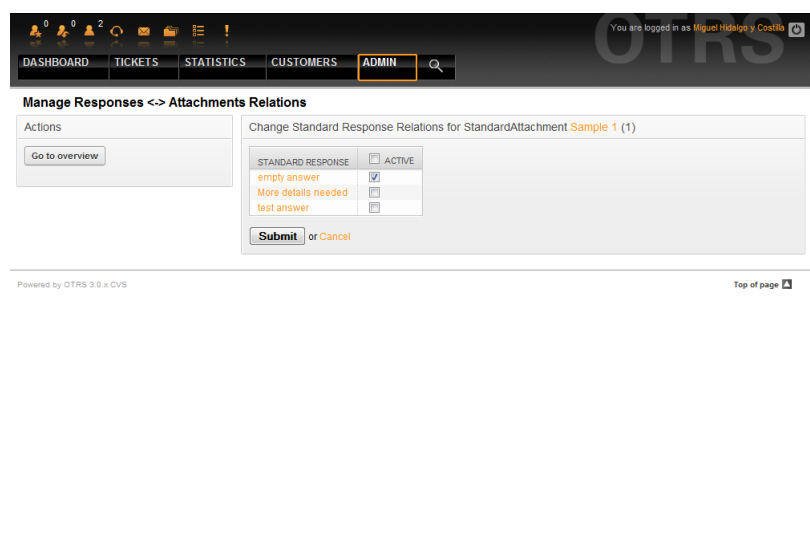 0 0 2
OTRS
You are logged in as Miguel Hidalgo y Costilla
DASHBOARD TICKETS STATISTICS CUSTOMERS ADMIN
Manage Responses <-> Attachments Relations
Actions
Go to overview
Change Standard Response Relations for StandardAttachment Sample 1 (1)
STANDARD RESPONSE ACTIVE
empty answer
More details needed
test answer
Submit or Cancel
Powered by OTRS 3.0.x CVS
Top of page